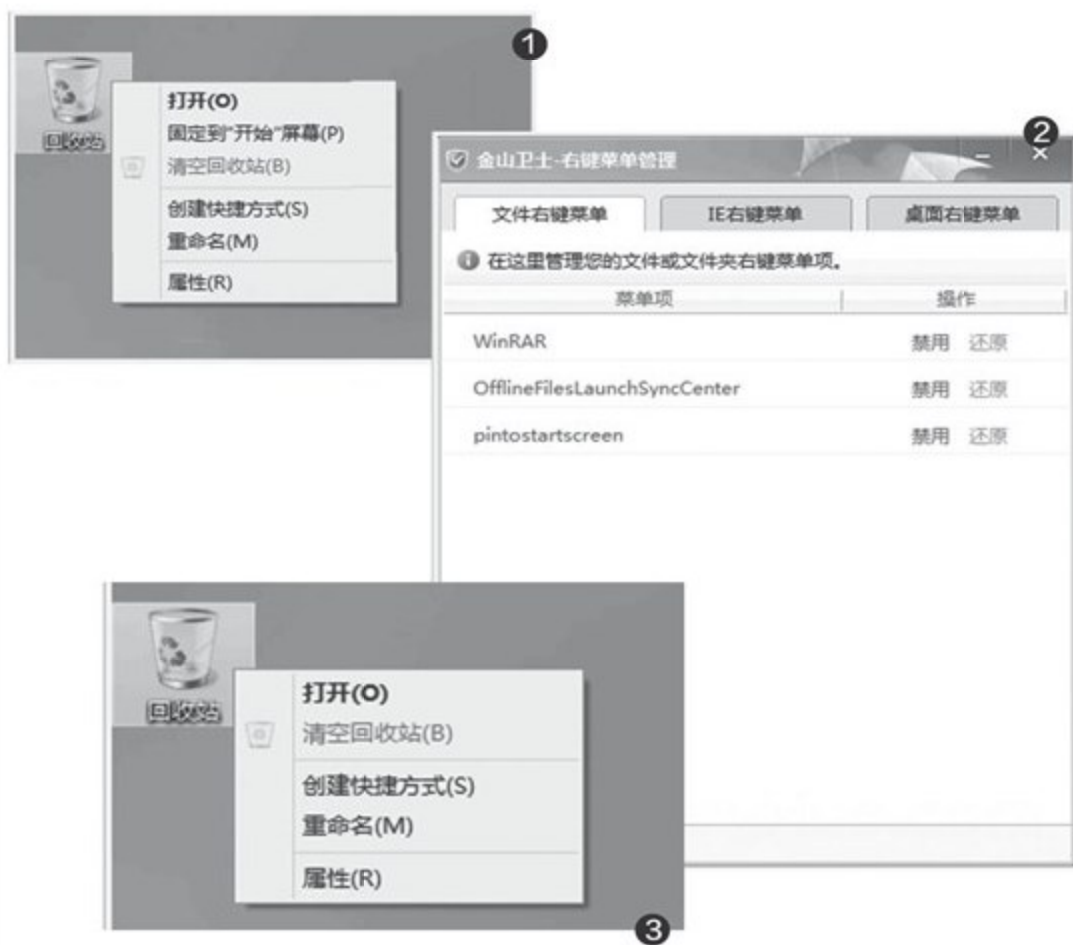 1
回收站
打开(O)
固定到"开始"屏幕(P)
清空回收站(B)
创建快捷方式(S)
重命名(M)
属性(R)
2
金山卫士-右键菜单管理
文件右键菜单 IE右键菜单 桌面右键菜单
在这里管理您的文件或文件夹右键菜单项。
菜单项 操作
WinRAR 禁用 还原
OfflineFilesLaunchSyncCenter 禁用 还原
pintostartscreen 禁用 还原
回收站
打开(O)
清空回收站(B)
创建快捷方式(S)
重命名(M)
属性(R)
3